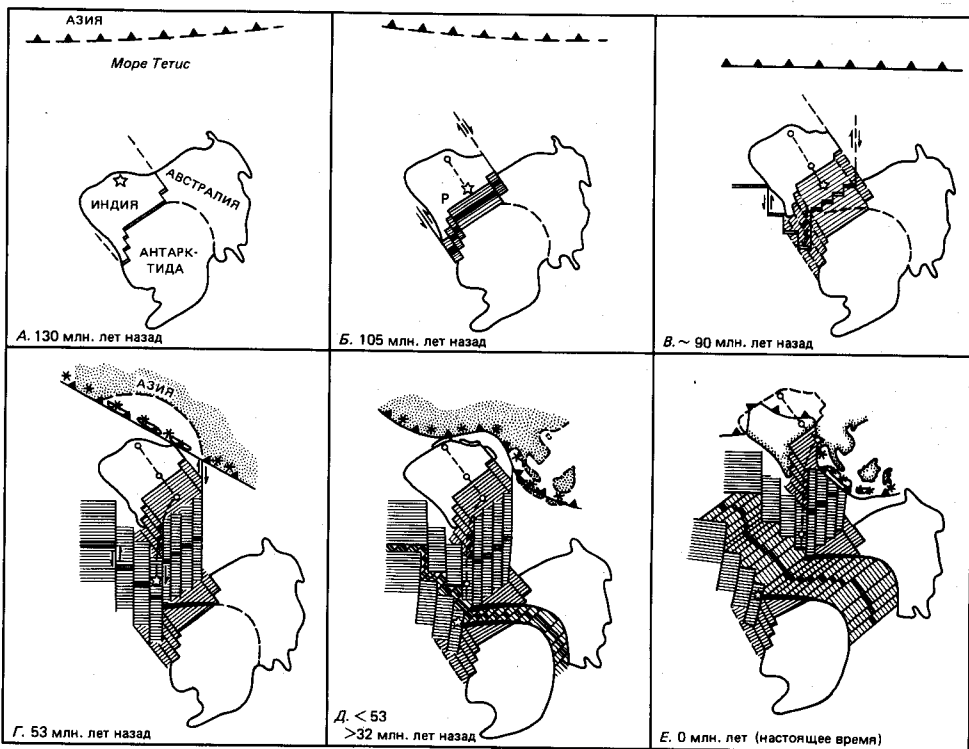 АЗИЯ
Море Тетис
АВСТРАЛИЯ
ИНДИЯ
АНТАРК-
ТИДА
А. 130 млн. лет назад
Р
Б. 105 млн. лет назад
В. ~ 90 млн. лет назад
АЗИЯ
Г. 53 млн. лет назад
Д. < 53
>32 млн. лет назад
Е. 0 млн. лет (настоящее время)